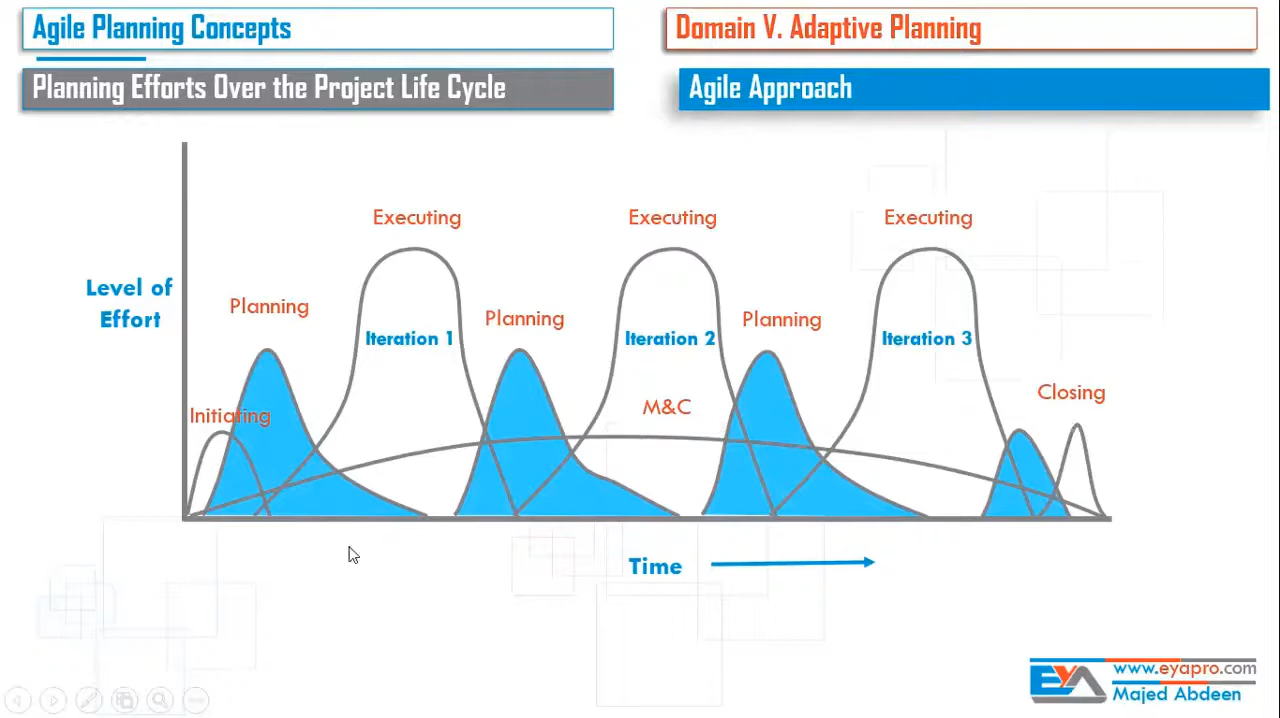 Agile Planning Concepts
Domain V. Adaptive Planning
Planning Efforts Over the Project Life Cycle
Agile Approach
Executing
Executing
Executing
Level of
Effort
Planning
Planning
Planning
Iteration 1
Iteration 2
Iteration 3
Closing
Initiating
M&C
Time
EYA
www.eyapro.com
Majed Abdeen